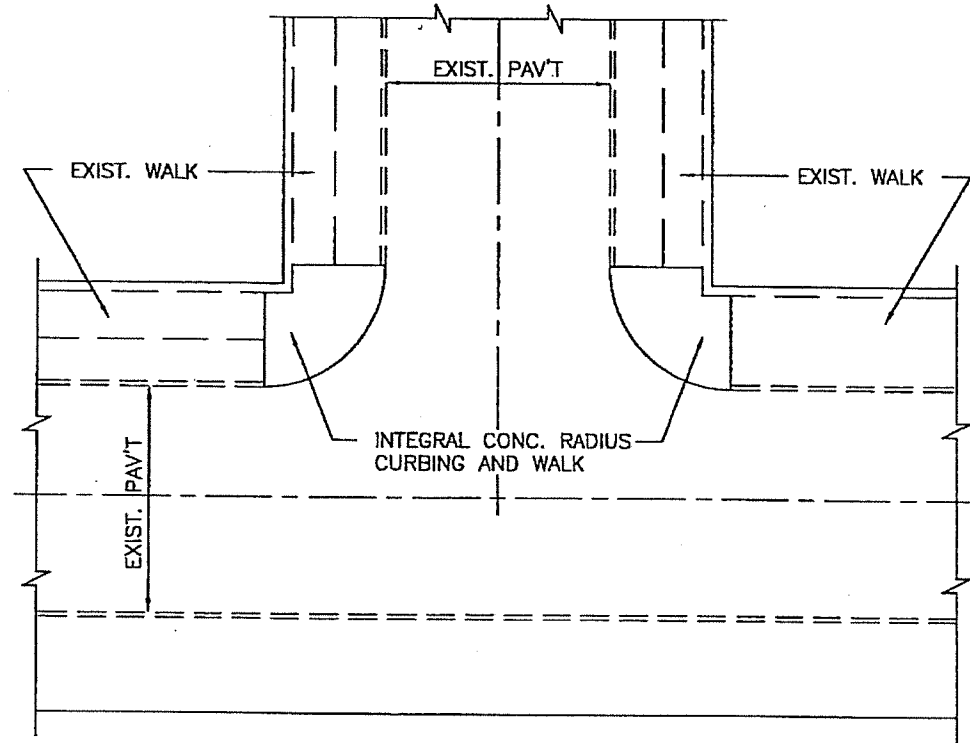 EXIST. PAV'T
EXIST. WALK
EXIST. WALK
INTEGRAL CONC. RADIUS
CURBING AND WALK
EXIST. PAV'T